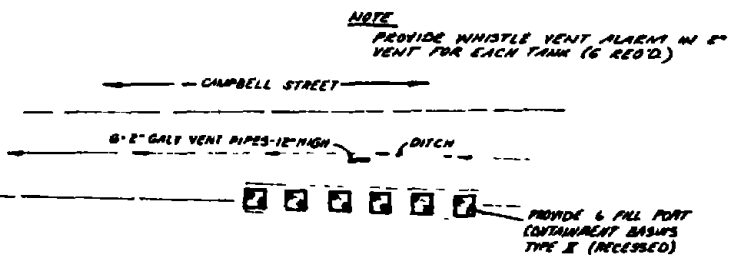 NOTE
PROVIDE WHISTLE VENT ALARM IN 2"
VENT FOR EACH TANK (6 REQ'D.)
CAMPBELL STREET
6-2" GALV VENT PIPES-12' HIGH
DITCH
PROVIDE 6 FILL PORT
CONTAINMENT BASINS
TYPE II (RECESSED)